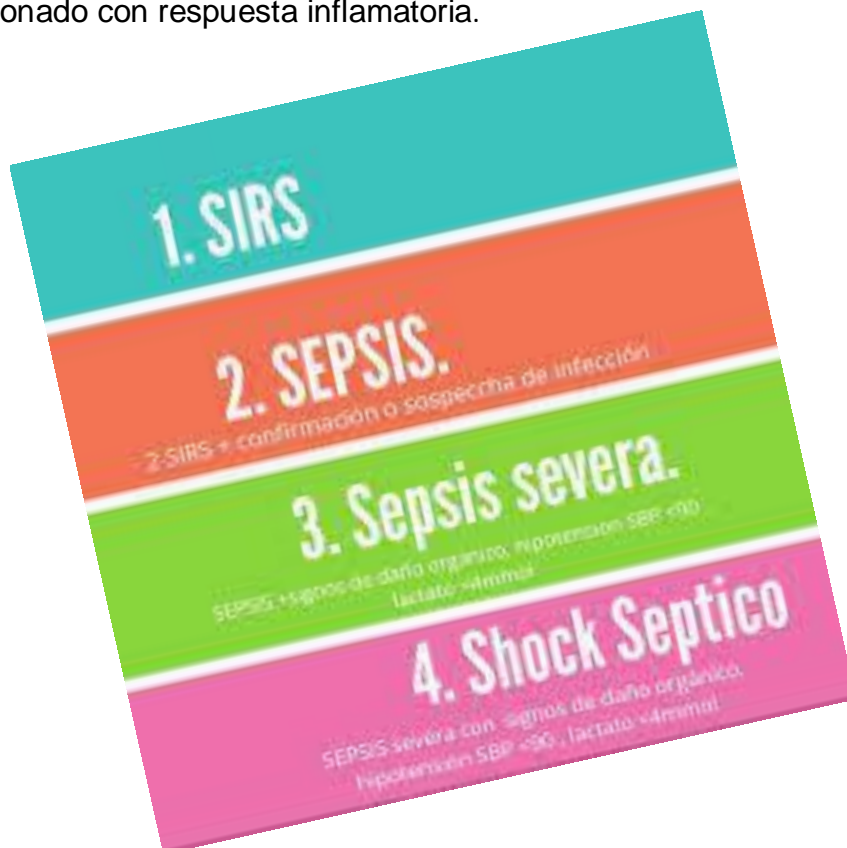 onado con respuesta inflamatoria.
1. SIRS
2. SEPSIS.
2 SIRS + confirmación o sospeccha de infección
3. Sepsis severa.
SEPSIS +signos de daño orgánico, hipotensión SBP <90
lactato <4mmol
4. Shock Septico
SEPSIS severa con signos de daño orgánico,
hipotensión SBP <90 , lactato <4mmol